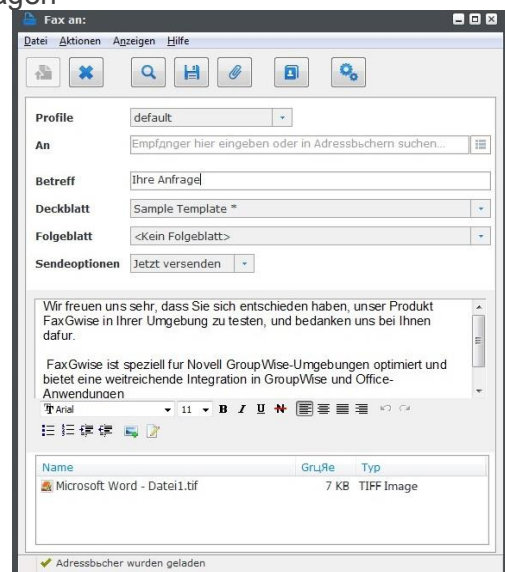 agen
Fax an:
Datei Aktionen Anzeigen Hilfe
Profile default
An Empfдnger hier eingeben oder in Adressbьchern suchen...
Betreff Ihre Anfrage
Deckblatt Sample Template *
Folgeblatt <Kein Folgeblatt>
Sendeoptionen Jetzt versenden
Wir freuen uns sehr, dass Sie sich entschieden haben, unser Produkt
FaxGwise in Ihrer Umgebung zu testen, und bedanken uns bei Ihnen
dafur.
FaxGwise ist speziell fur Novell GroupWise-Umgebungen optimiert und
bietet eine weitreichende Integration in GroupWise und Office-
Anwendungen
Arial 11 B I U N
Name GrцЯe Typ
Microsoft Word - Datei1.tif 7 KB TIFF Image
Adressbьcher wurden geladen